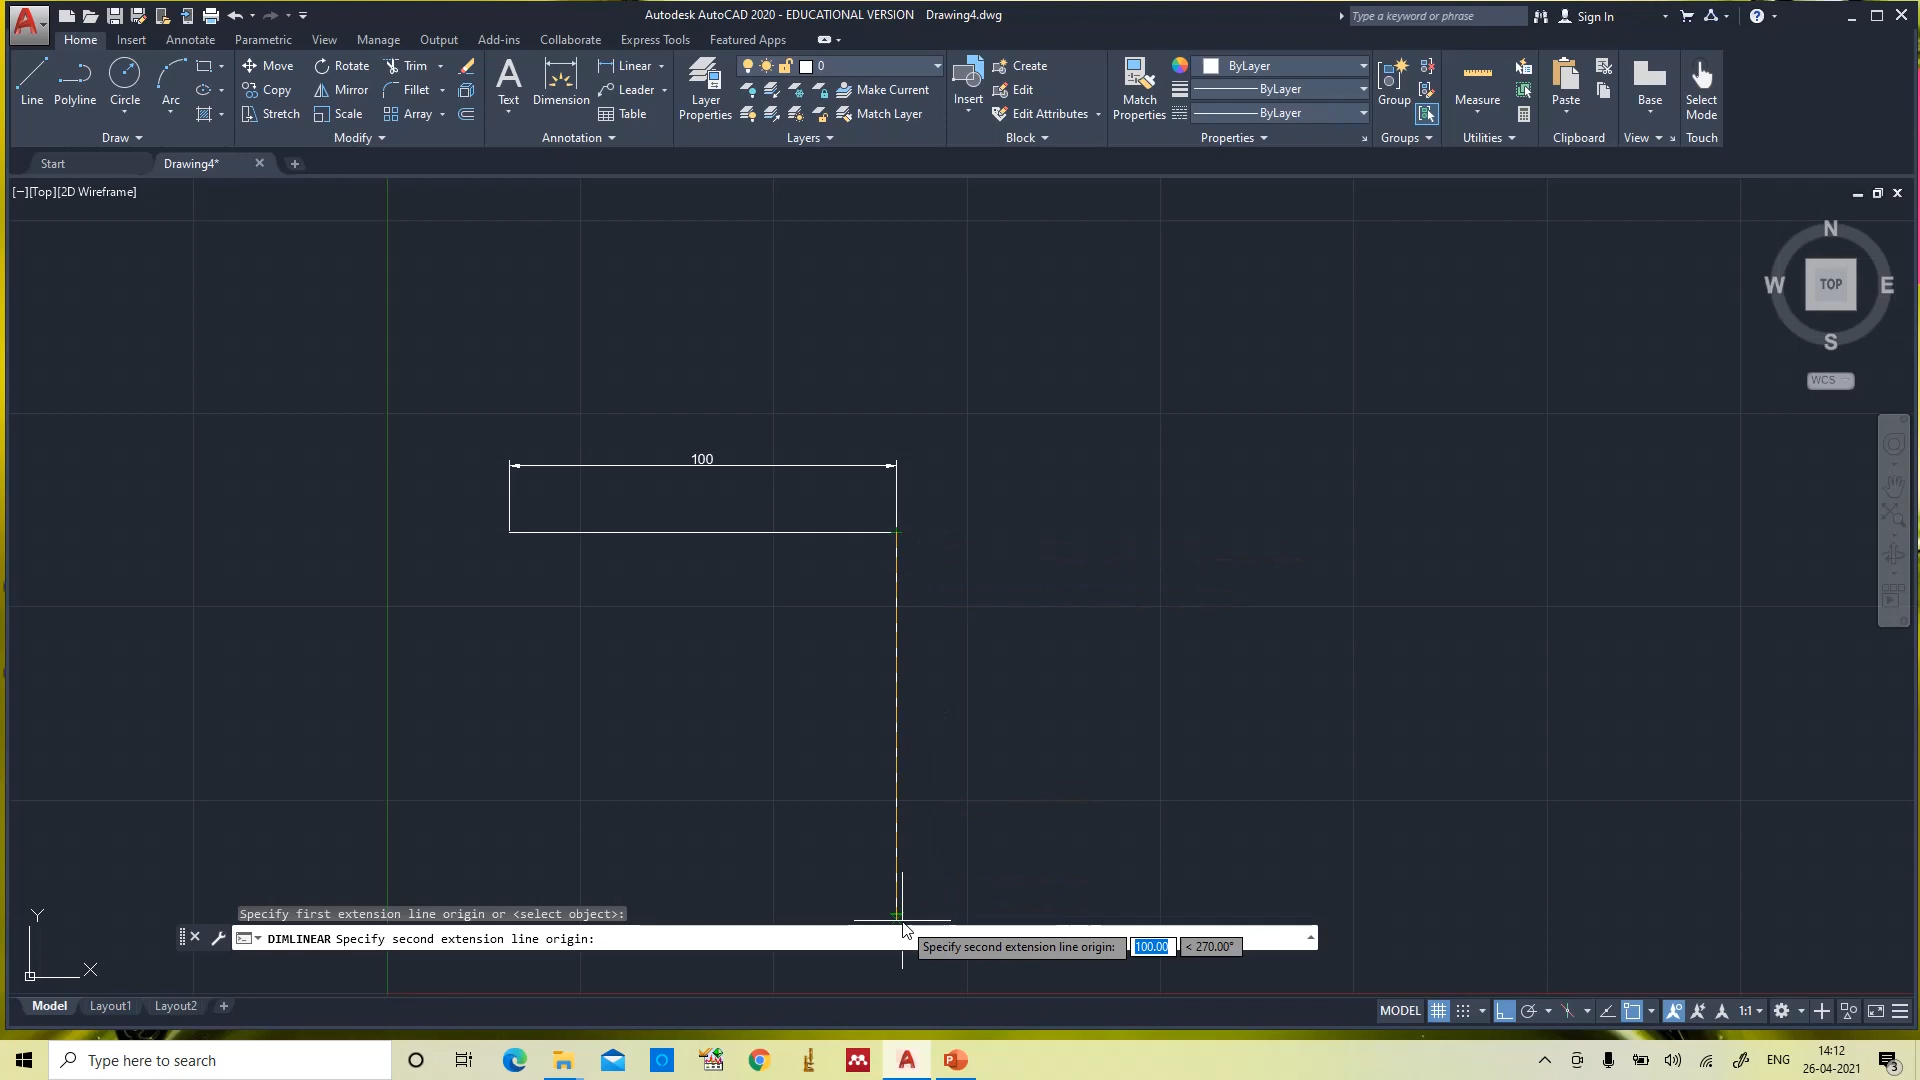 Autodesk AutoCAD 2020 - EDUCATIONAL VERSION Drawing4.dwg
Type a keyword or phrase
Sign In
Home Insert Annotate Parametric View Manage Output Add-ins Collaborate Express Tools Featured Apps
Line
Polyline
Circle
Arc
Draw
Move Rotate Trim
Copy Mirror Fillet
Stretch Scale Array
Modify
Text
Dimension
Linear
Leader
Table
Annotation
Layer
Properties
0
Make Current
Match Layer
Layers
Insert
Create
Edit
Edit Attributes
Block
Match
Properties
ByLayer
ByLayer
ByLayer
Properties
Group
Groups
Measure
Utilities
Paste
Clipboard
Base
View
Select
Mode
Touch
Start
Drawing4*
[−][Top][2D Wireframe]
N
W
TOP
E
S
WCS
100
Specify first extension line origin or <select object>:
DIMLINEAR Specify second extension line origin:
Specify second extension line origin: 100.00 < 270.00°
Y
X
Model Layout1 Layout2
MODEL
1:1
Type here to search
ENG
14:12
26-04-2021
3